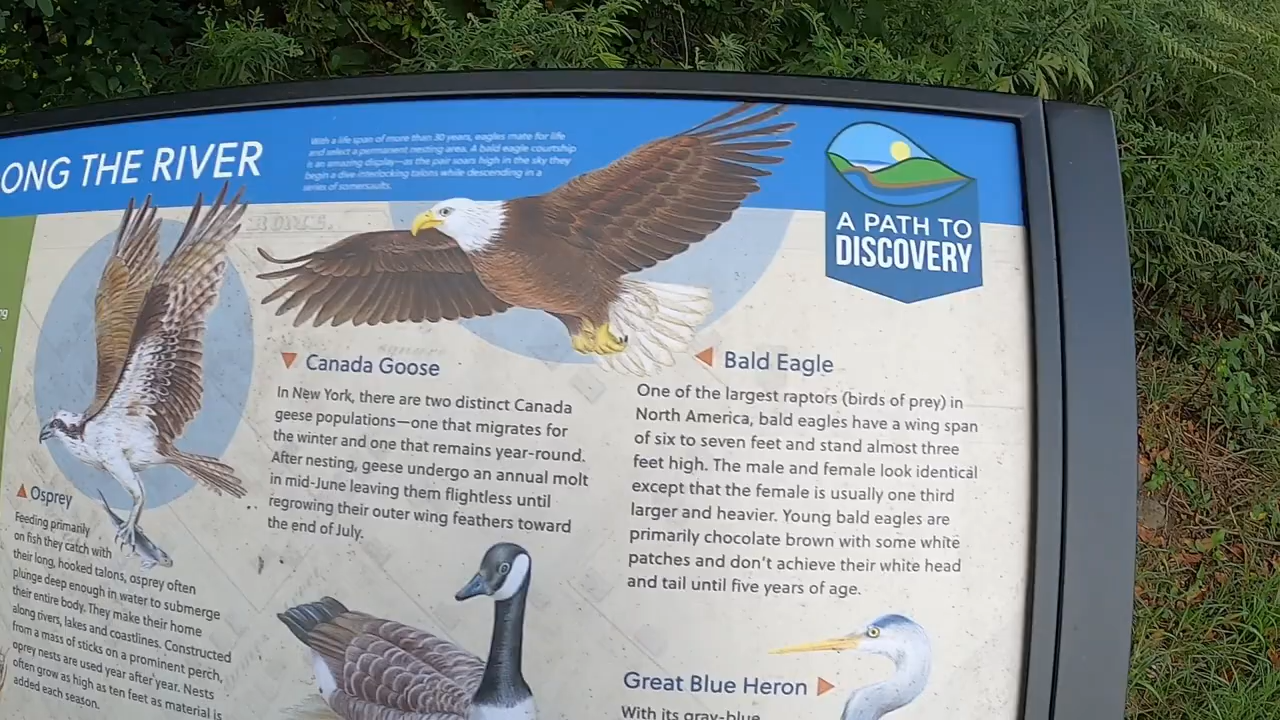 ONG THE RIVER
With a life span of more than 30 years, eagles mate for life
and select a permanent nesting area. A bald eagle courtship
is an amazing display—as the pair soars high in the sky they
begin a dive interlocking talons while descending in a
series of somersaults.
A PATH TO
DISCOVERY
ROME.
Canada Goose
In New York, there are two distinct Canada
geese populations—one that migrates for
the winter and one that remains year-round.
After nesting, geese undergo an annual molt
in mid-June leaving them flightless until
regrowing their outer wing feathers toward
the end of July.
Bald Eagle
One of the largest raptors (birds of prey) in
North America, bald eagles have a wing span
of six to seven feet and stand almost three
feet high. The male and female look identical
except that the female is usually one third
larger and heavier. Young bald eagles are
primarily chocolate brown with some white
patches and don't achieve their white head
and tail until five years of age.
Osprey
Feeding primarily
on fish they catch with
their long, hooked talons, osprey often
plunge deep enough in water to submerge
their entire body. They make their home
along rivers, lakes and coastlines. Constructed
from a mass of sticks on a prominent perch,
oprey nests are used year after year. Nests
often grow as high as ten feet as material is
added each season.
Great Blue Heron
With its gray-blue